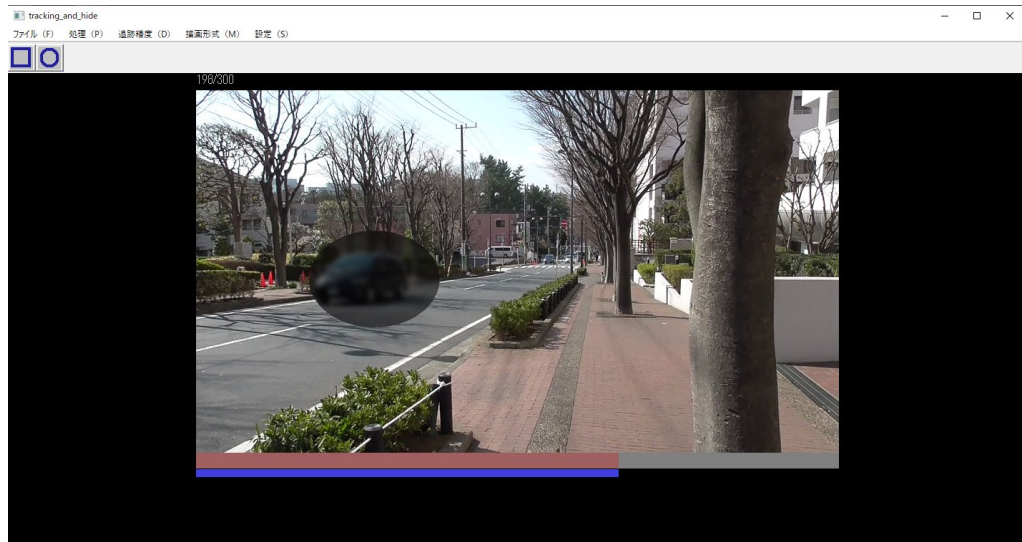 tracking_and_hide
ファイル（F） 処理（P） 追跡精度（D） 描画形式（M） 設定（S）
198/300